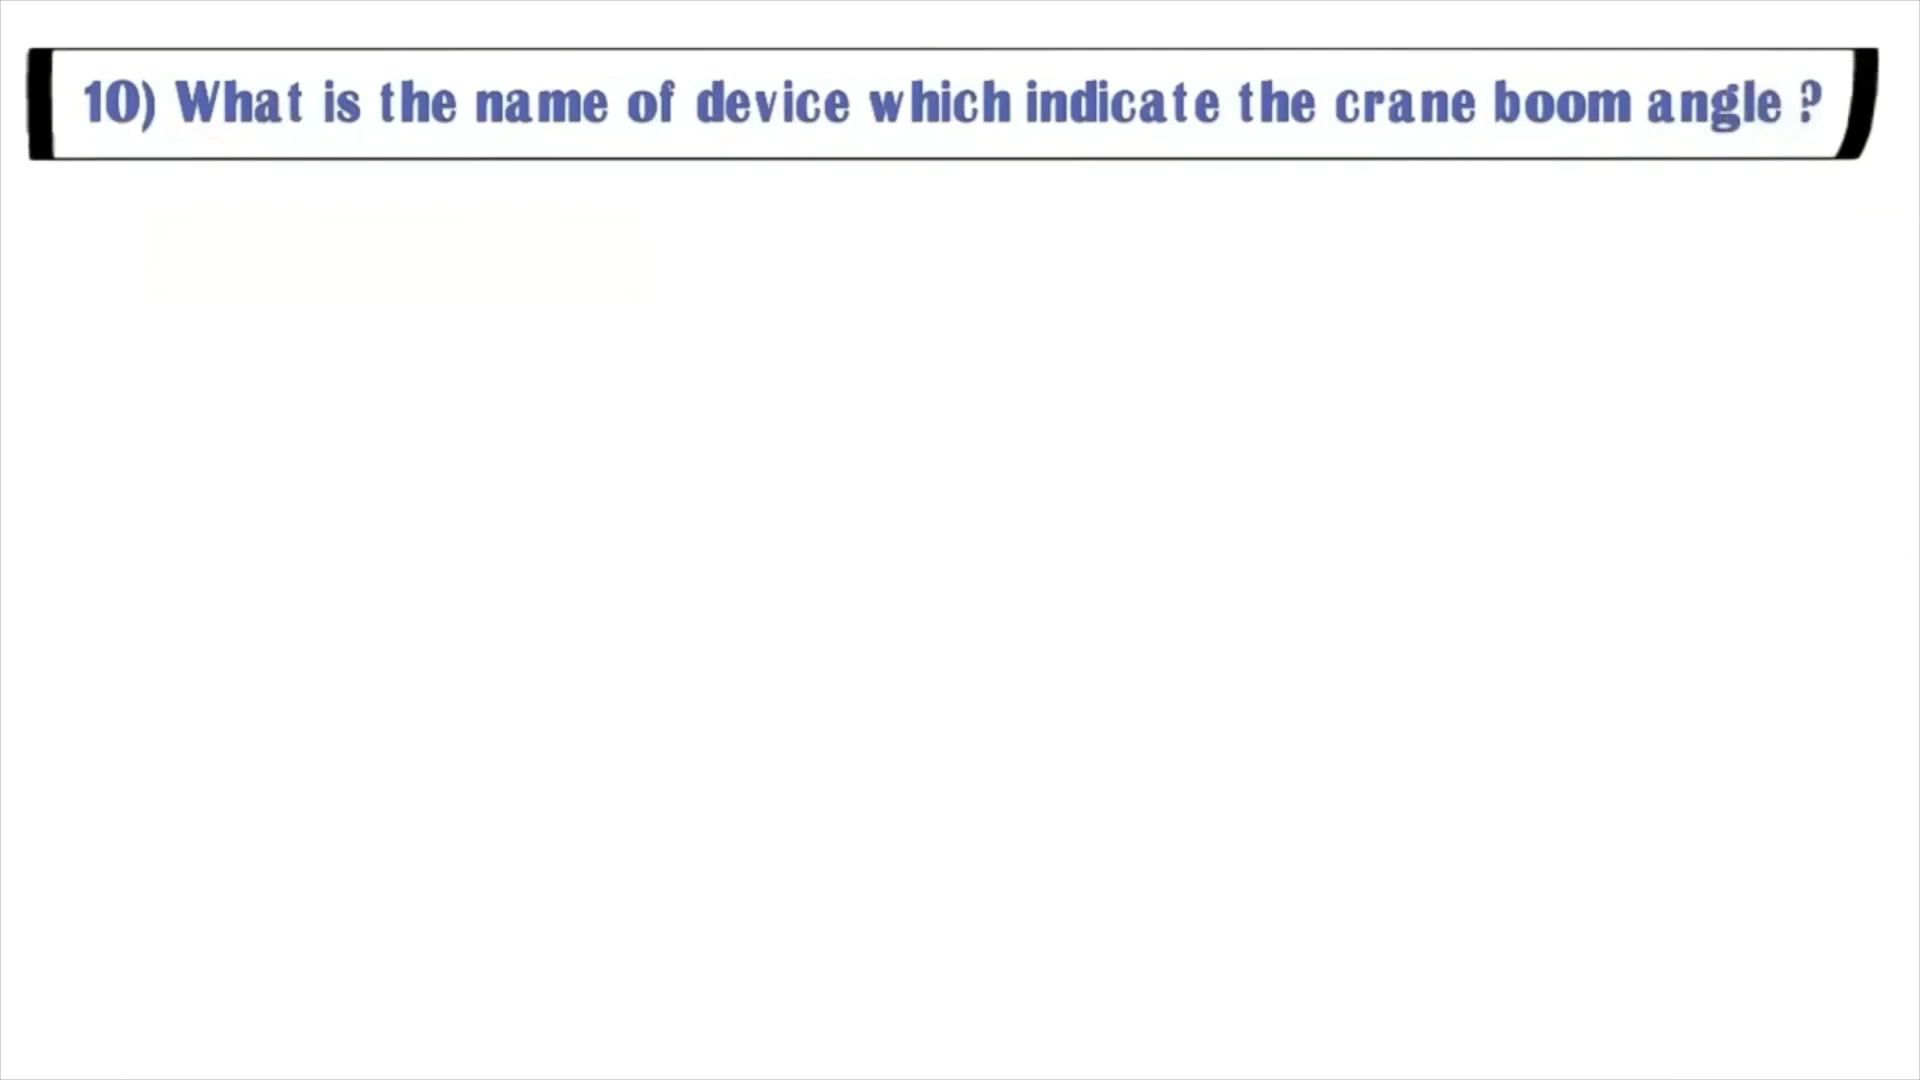 10) What is the name of device which indicate the crane boom angle ?